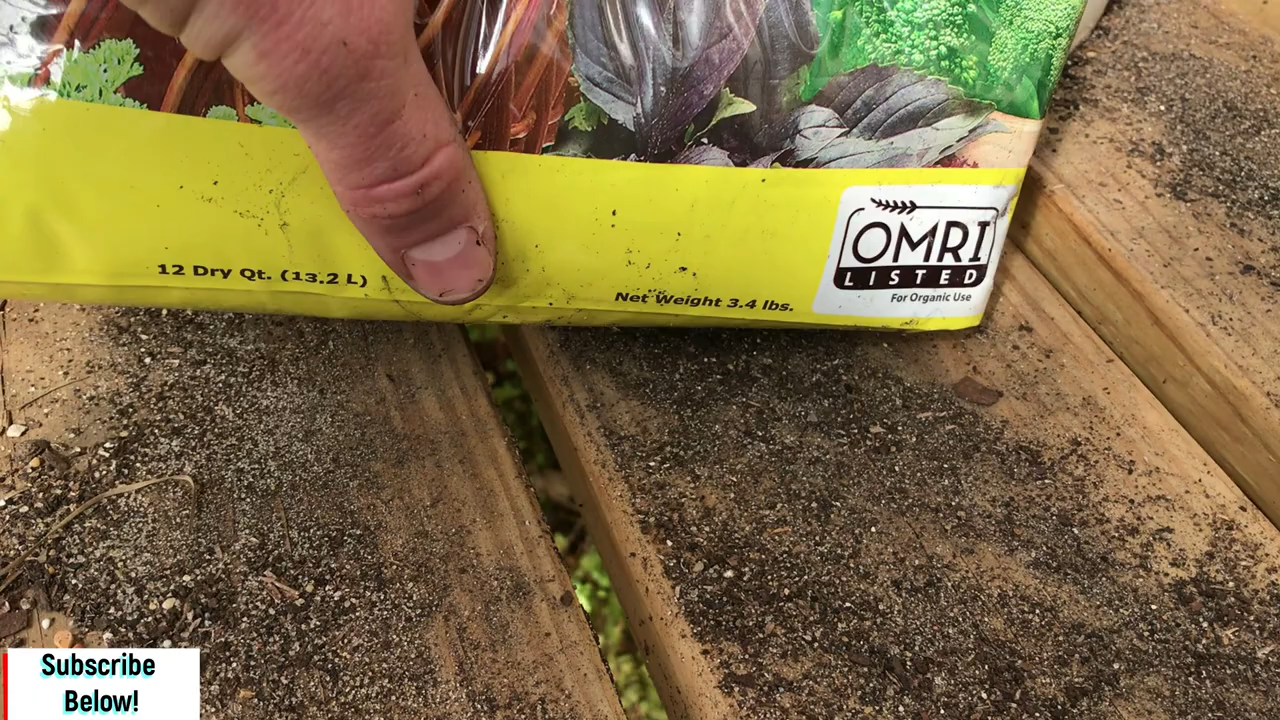 12 Dry Qt. (13.2 L)
Net Weight 3.4 lbs.
OMRI
LISTED
For Organic Use
Subscribe
Below!